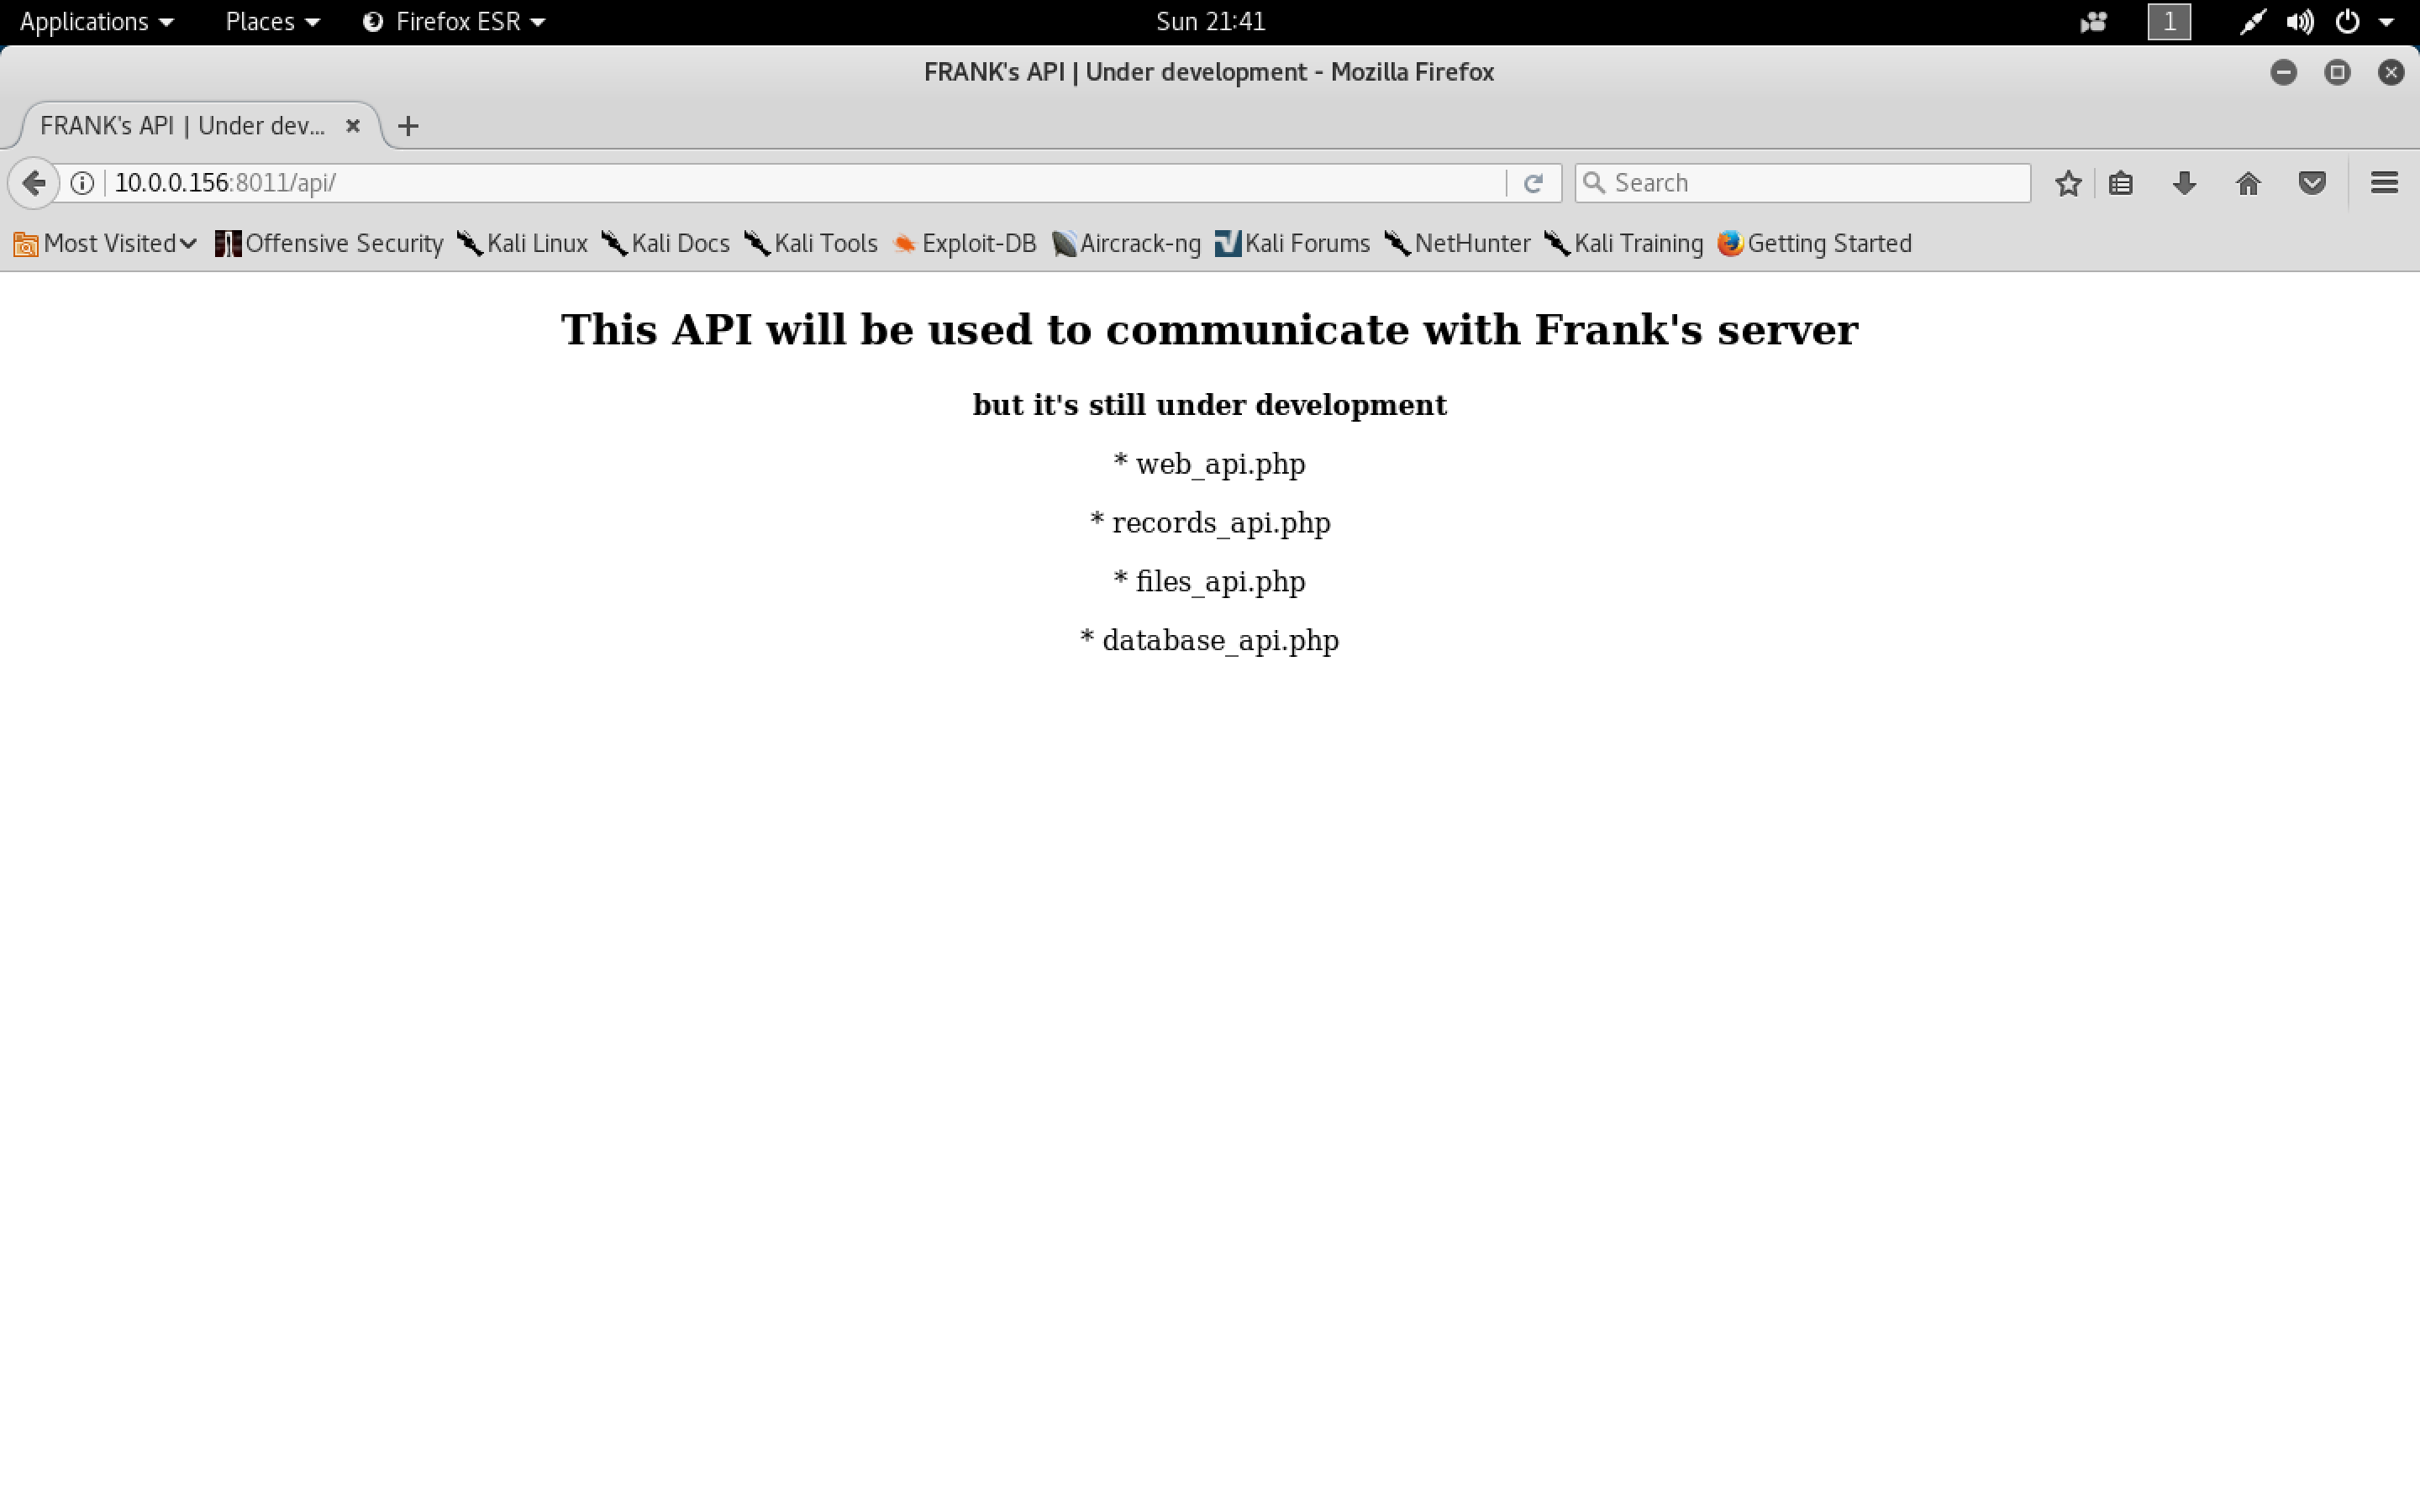 Applications Places Firefox ESR Sun 21:41 1
FRANK's API | Under development - Mozilla Firefox
FRANK's API | Under dev...
10.0.0.156:8011/api/ Search
Most Visited Offensive Security Kali Linux Kali Docs Kali Tools Exploit-DB Aircrack-ng Kali Forums NetHunter Kali Training Getting Started
This API will be used to communicate with Frank's server
but it's still under development
* web_api.php
* records_api.php
* files_api.php
* database_api.php